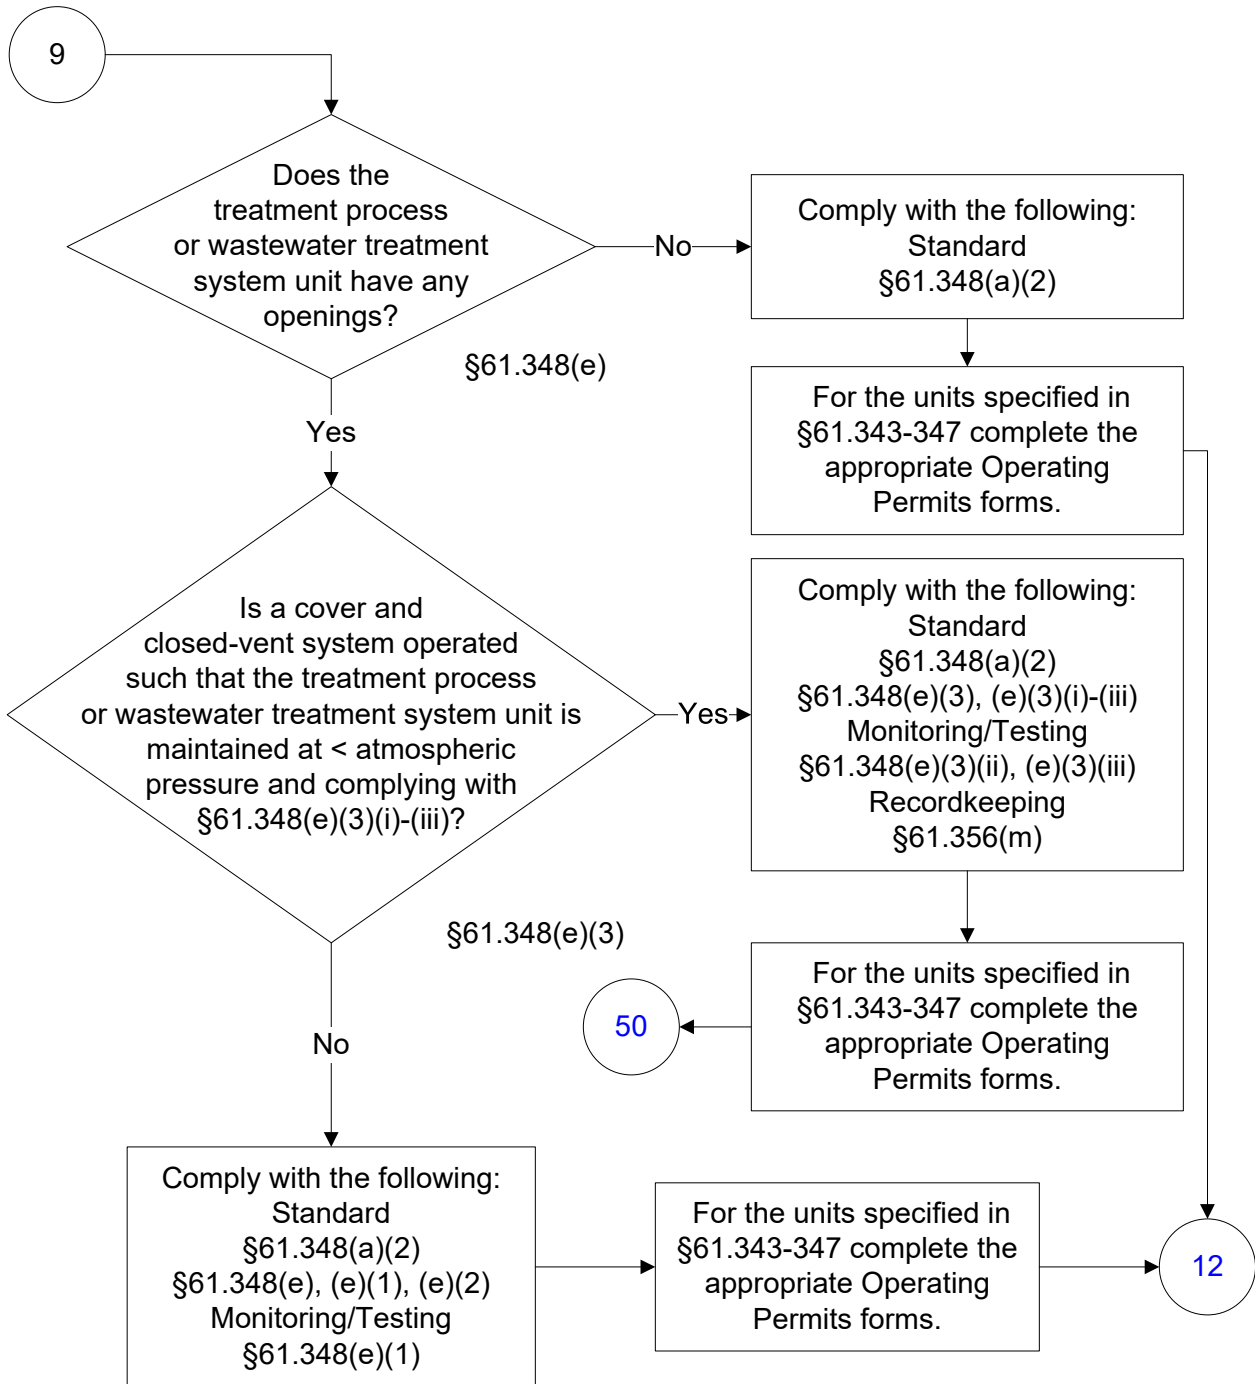 9
Does the
treatment process
or wastewater treatment
system unit have any
openings?
No
Comply with the following:
Standard
§61.348(a)(2)
§61.348(e)
Yes
For the units specified in
§61.343-347 complete the
appropriate Operating
Permits forms.
Is a cover and
closed-vent system operated
such that the treatment process
or wastewater treatment system unit is
maintained at < atmospheric
pressure and complying with
§61.348(e)(3)(i)-(iii)?
Yes
Comply with the following:
Standard
§61.348(a)(2)
§61.348(e)(3), (e)(3)(i)-(iii)
Monitoring/Testing
§61.348(e)(3)(ii), (e)(3)(iii)
Recordkeeping
§61.356(m)
§61.348(e)(3)
No
For the units specified in
§61.343-347 complete the
appropriate Operating
Permits forms.
50
Comply with the following:
Standard
§61.348(a)(2)
§61.348(e), (e)(1), (e)(2)
Monitoring/Testing
§61.348(e)(1)
For the units specified in
§61.343-347 complete the
appropriate Operating
Permits forms.
12